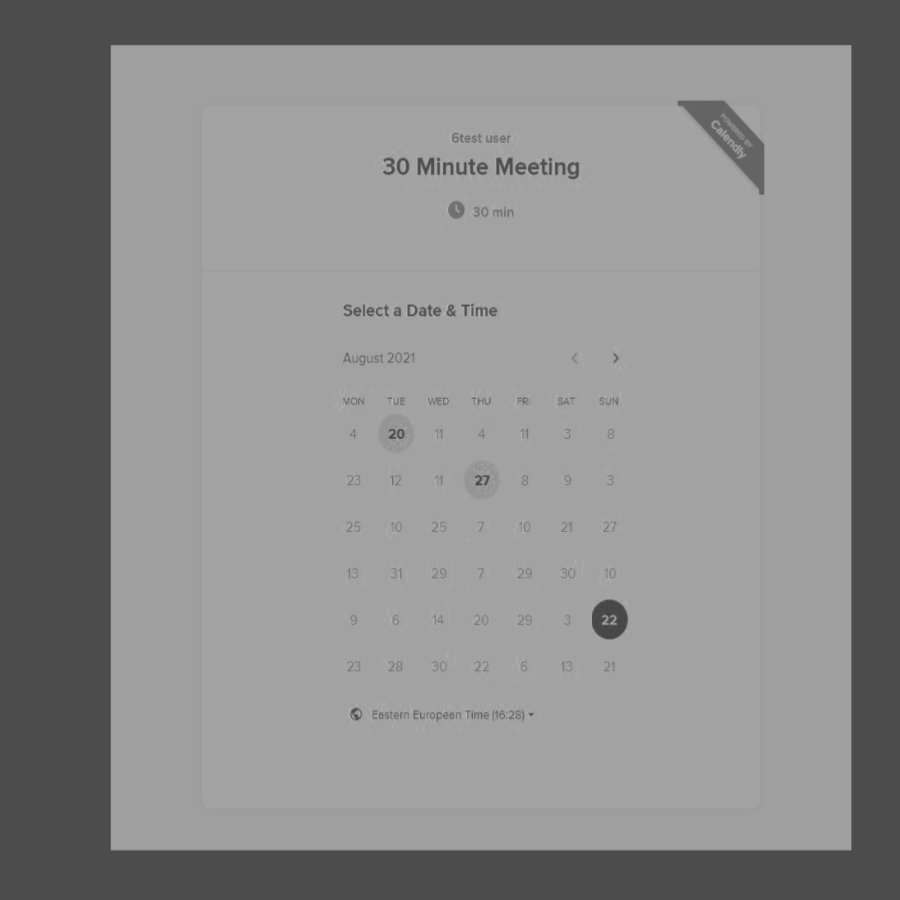 6test user
30 Minute Meeting
30 min
POWERED BY
Calendly
Select a Date & Time
August 2021
MON TUE WED THU FRI SAT SUN
4 20 11 4 11 3 8
23 12 11 27 8 9 3
25 10 25 7 10 21 27
13 31 29 7 29 30 10
9 6 14 20 29 3 22
23 28 30 22 6 13 21
Eastern European Time (16:28)